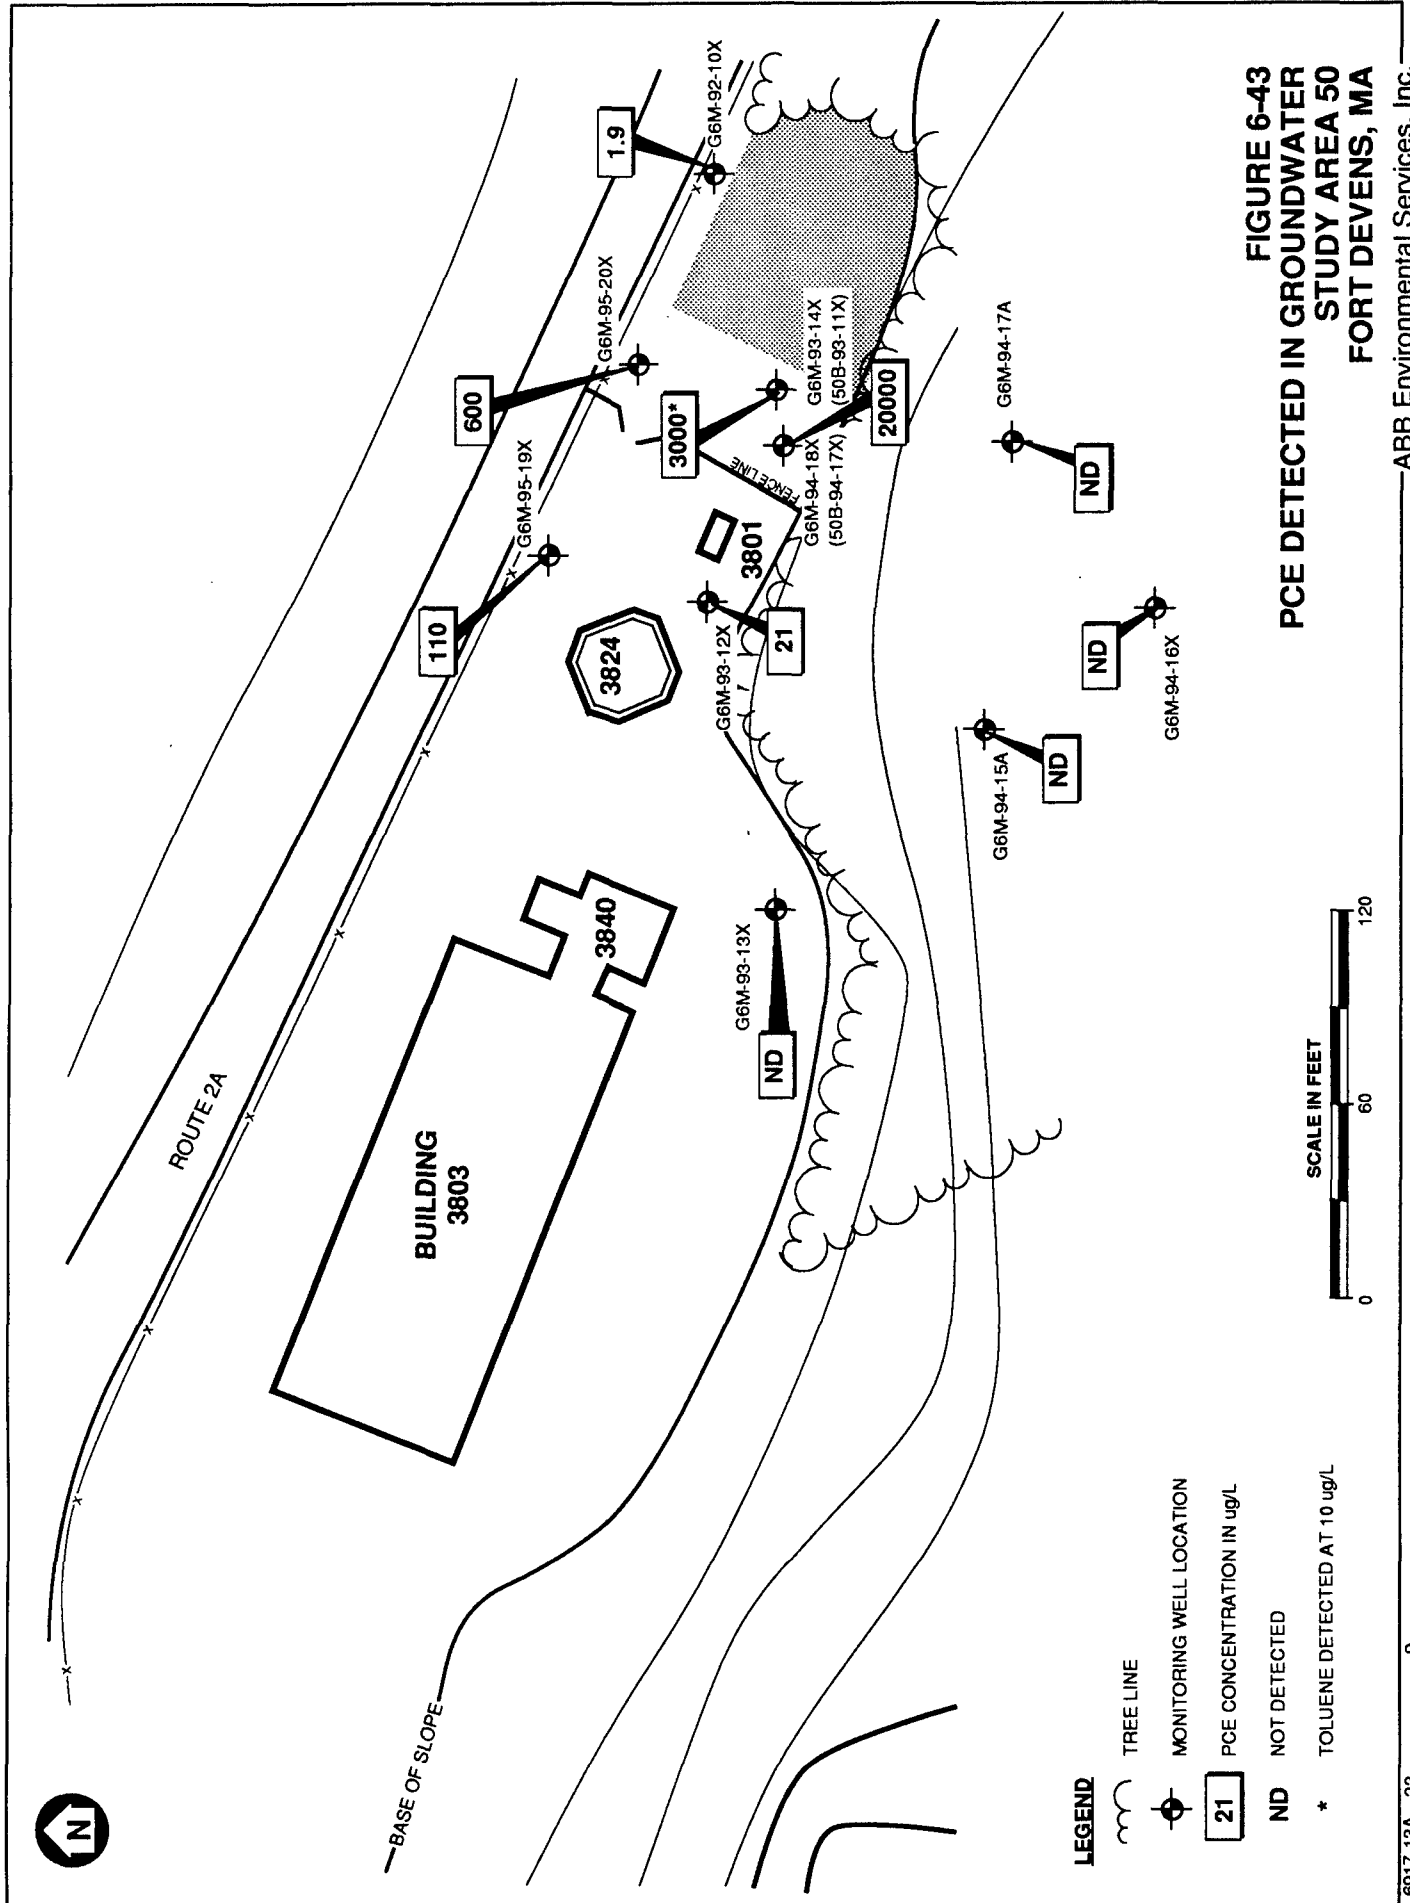 N
ROUTE 2A
BASE OF SLOPE
BUILDING
3803
3840
3824
3801
FENCE LINE
110
G6M-95-19X
600
G6M-95-20X
1.9
G6M-92-10X
3000*
G6M-93-14X
(50B-93-11X)
20000
G6M-94-18X
(50B-94-17X)
21
G6M-93-12X
G6M-93-13X
ND
G6M-94-15A
ND
G6M-94-16X
ND
G6M-94-17A
ND
LEGEND
TREE LINE
MONITORING WELL LOCATION
21 PCE CONCENTRATION IN ug/L
ND NOT DETECTED
* TOLUENE DETECTED AT 10 ug/L
SCALE IN FEET
0 60 120
FIGURE 6-43
PCE DETECTED IN GROUNDWATER
STUDY AREA 50
FORT DEVENS, MA
ABB Environmental Services, Inc.